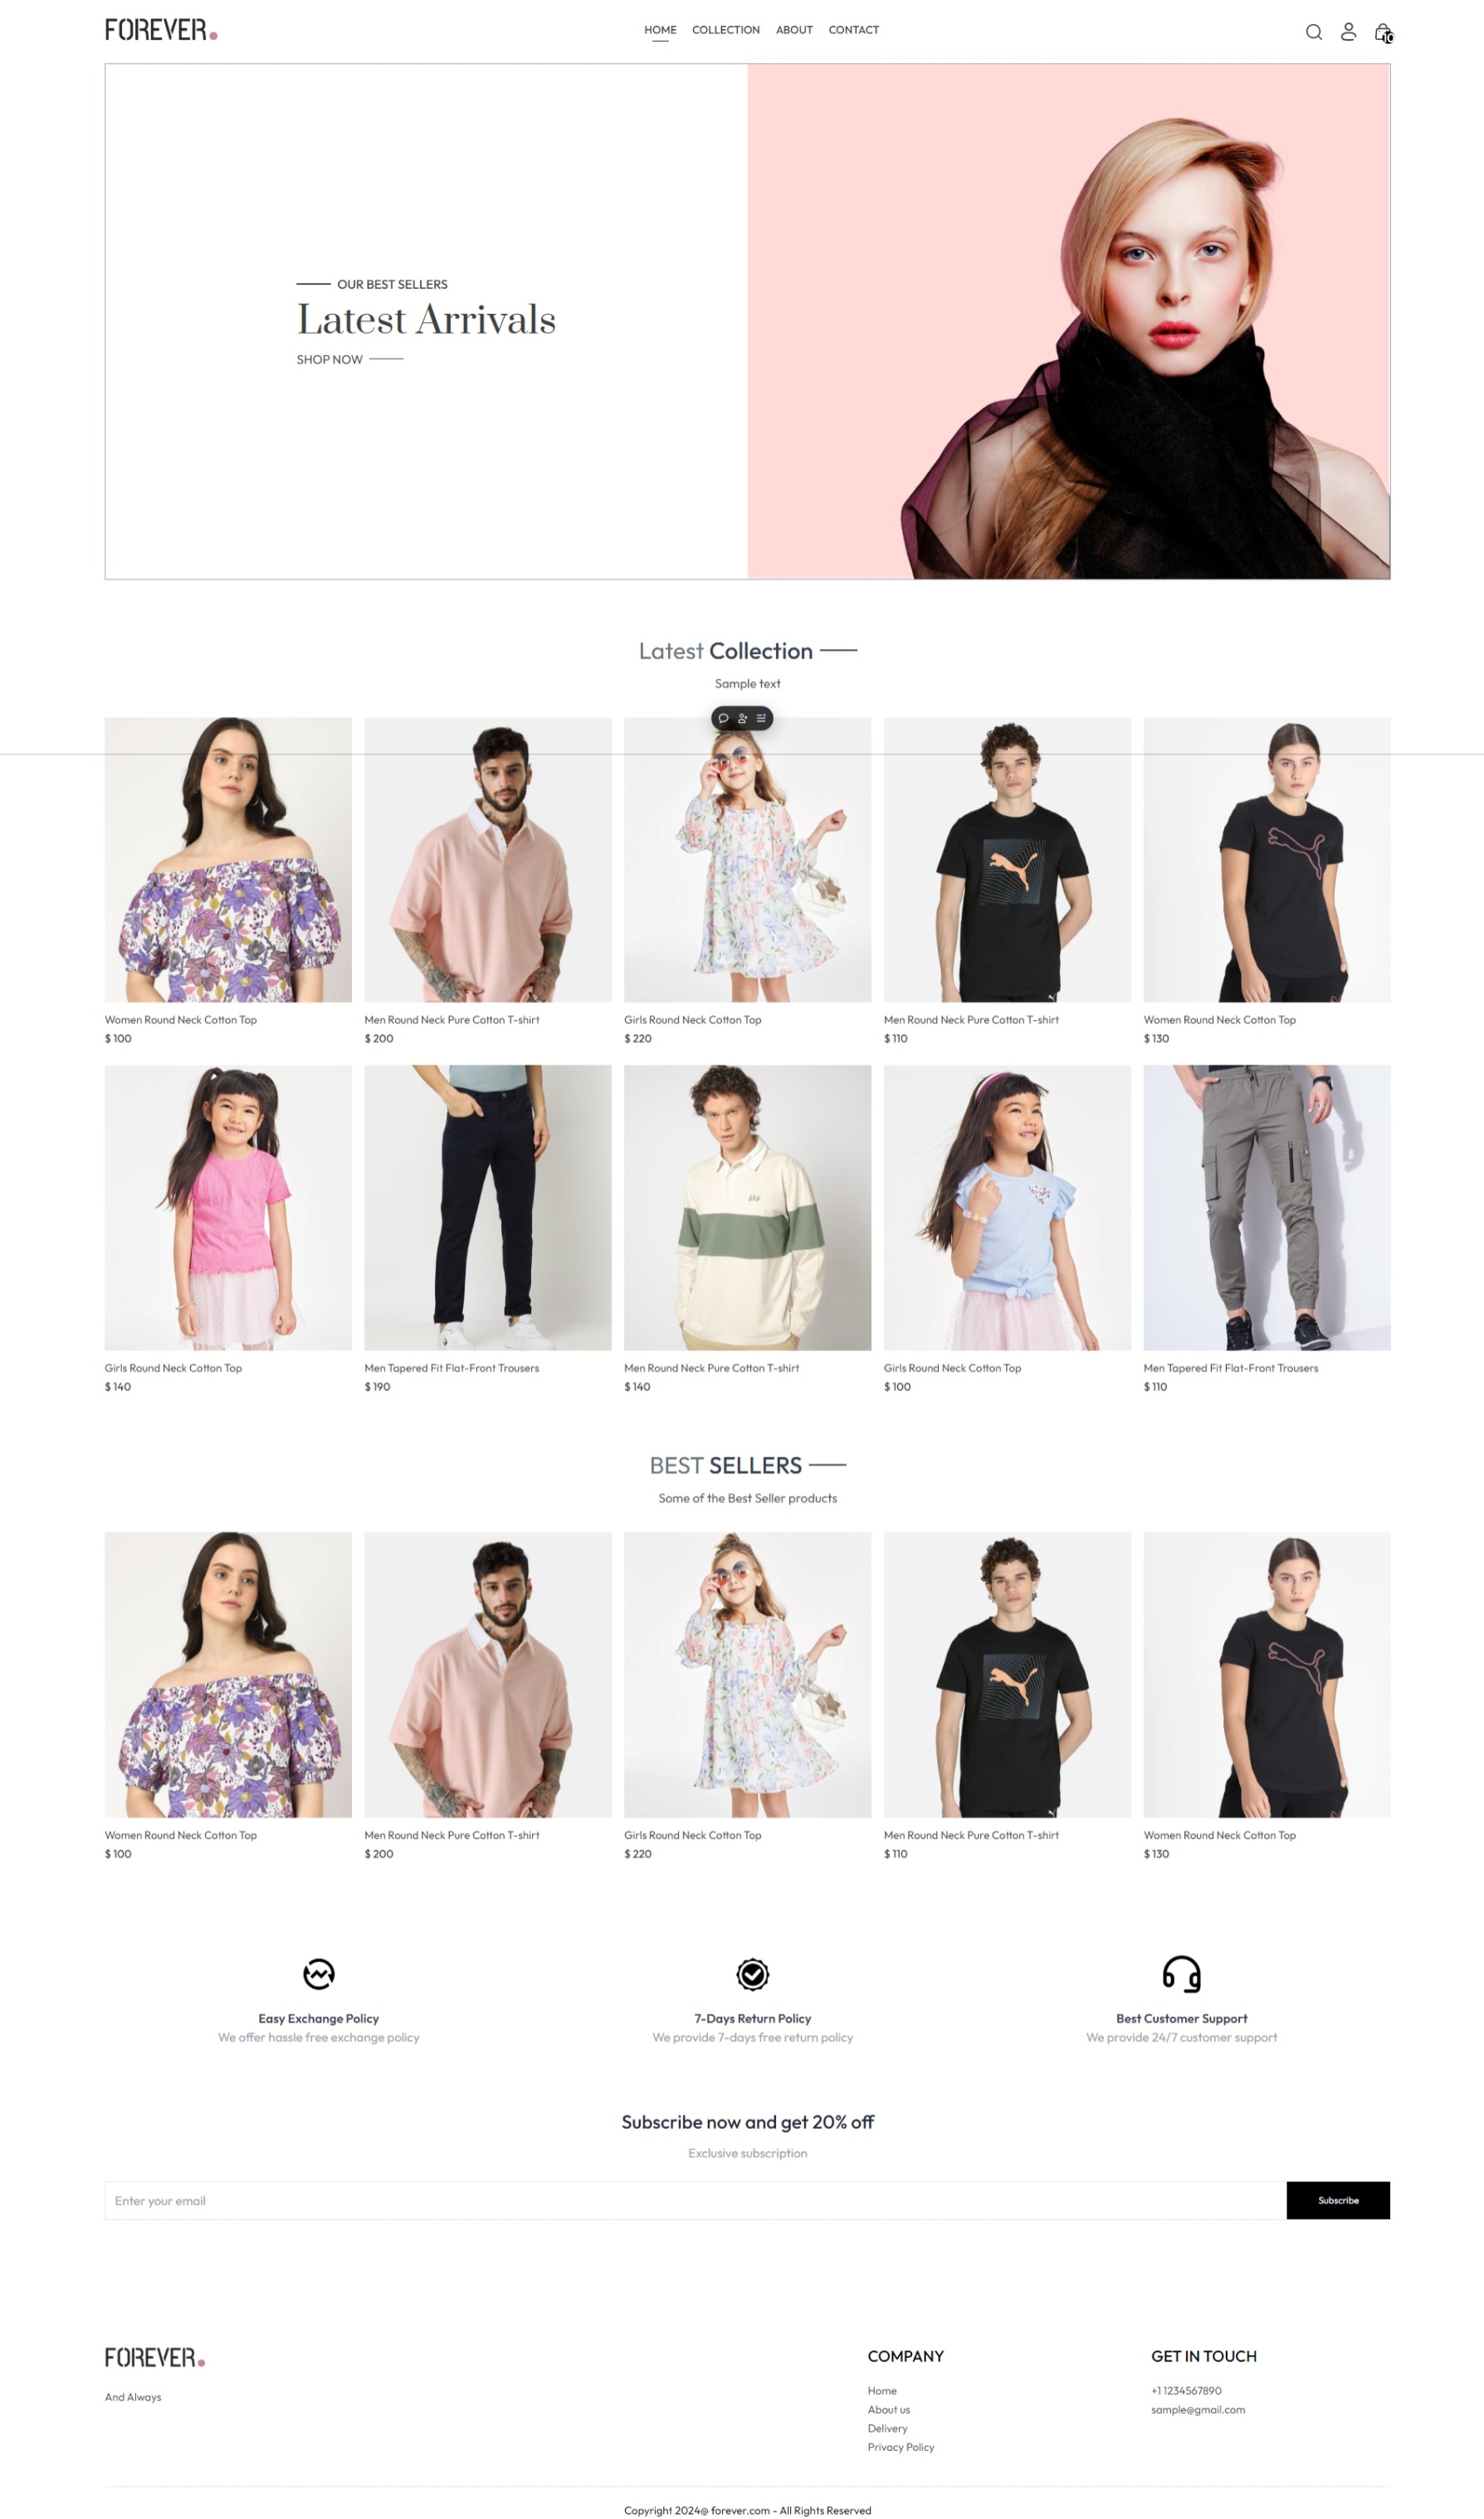 FOREVER.
HOME COLLECTION ABOUT CONTACT
10
OUR BEST SELLERS
Latest Arrivals
SHOP NOW
Latest Collection
Sample text
Women Round Neck Cotton Top
$ 100
Men Round Neck Pure Cotton T-shirt
$ 200
Girls Round Neck Cotton Top
$ 220
Men Round Neck Pure Cotton T-shirt
$ 110
Women Round Neck Cotton Top
$ 130
GAP
Girls Round Neck Cotton Top
$ 140
Men Tapered Fit Flat-Front Trousers
$ 190
Men Round Neck Pure Cotton T-shirt
$ 140
Girls Round Neck Cotton Top
$ 100
Men Tapered Fit Flat-Front Trousers
$ 110
BEST SELLERS
Some of the Best Seller products
Women Round Neck Cotton Top
$ 100
Men Round Neck Pure Cotton T-shirt
$ 200
Girls Round Neck Cotton Top
$ 220
Men Round Neck Pure Cotton T-shirt
$ 110
Women Round Neck Cotton Top
$ 130
Easy Exchange Policy
We offer hassle free exchange policy
7-Days Return Policy
We provide 7-days free return policy
Best Customer Support
We provide 24/7 customer support
Subscribe now and get 20% off
Exclusive subscription
Enter your email
Subscribe
FOREVER.
And Always
COMPANY
Home
About us
Delivery
Privacy Policy
GET IN TOUCH
+1 1234567890
sample@gmail.com
Copyright 2024@ forever.com - All Rights Reserved